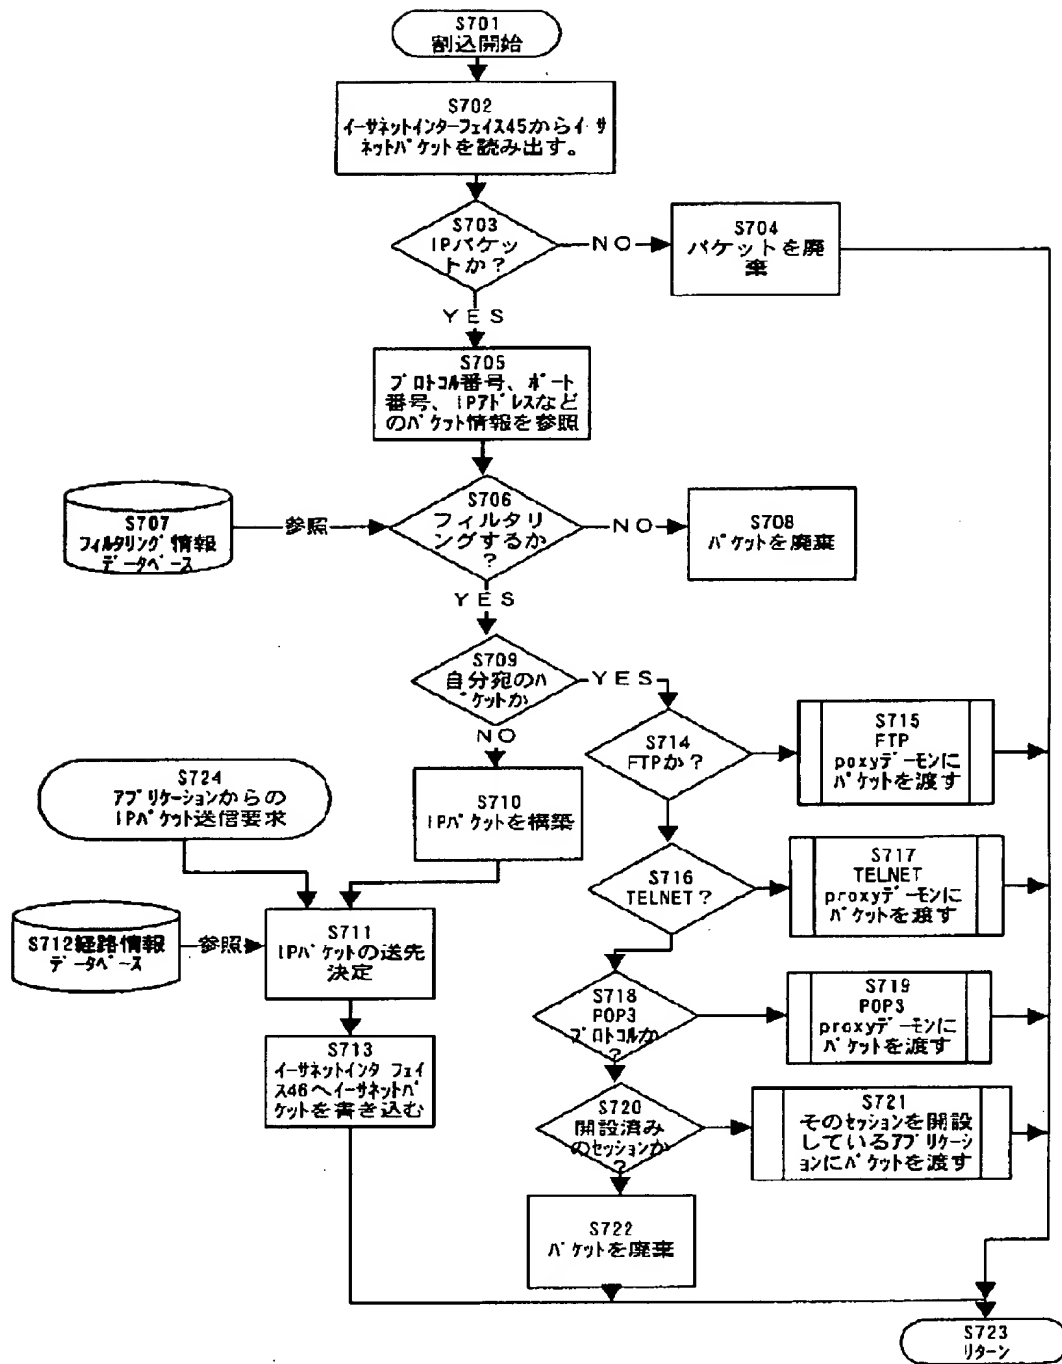 S701
割込開始
S702
イーサネットインターフェイス45からイーサ
ネットパケットを読み出す。
S703
IPパケッ
トか?
NO
S704
パケットを廃
棄
YES
S705
プロトコル番号、ポート
番号、IPアドレスなど
のパケット情報を参照
S706
フィルタリ
ングするか
?
S707
フィルタリング情報
データベース
参照
NO
S708
パケットを廃棄
YES
S709
自分宛のパ
ケットか
YES
NO
S714
FTPか?
S715
FTP
poxyデーモンに
パケットを渡す
S724
アプリケーションからの
IPパケット送信要求
S710
IPパケットを構築
S716
TELNET?
S717
TELNET
proxyデーモンに
パケットを渡す
S712経路情報
データベース
参照
S711
IPパケットの送先
決定
S718
POP3
プロトコルか
?
S719
POP3
proxyデーモンに
パケットを渡す
S713
イーサネットインタ フェイ
ス46へイーサネットパ
ケットを書き込む
S720
開設済み
のセッションか
?
S721
そのセッションを開設
しているアプリケーシ
ョンにパケットを渡す
S722
パケットを廃棄
S723
リターン